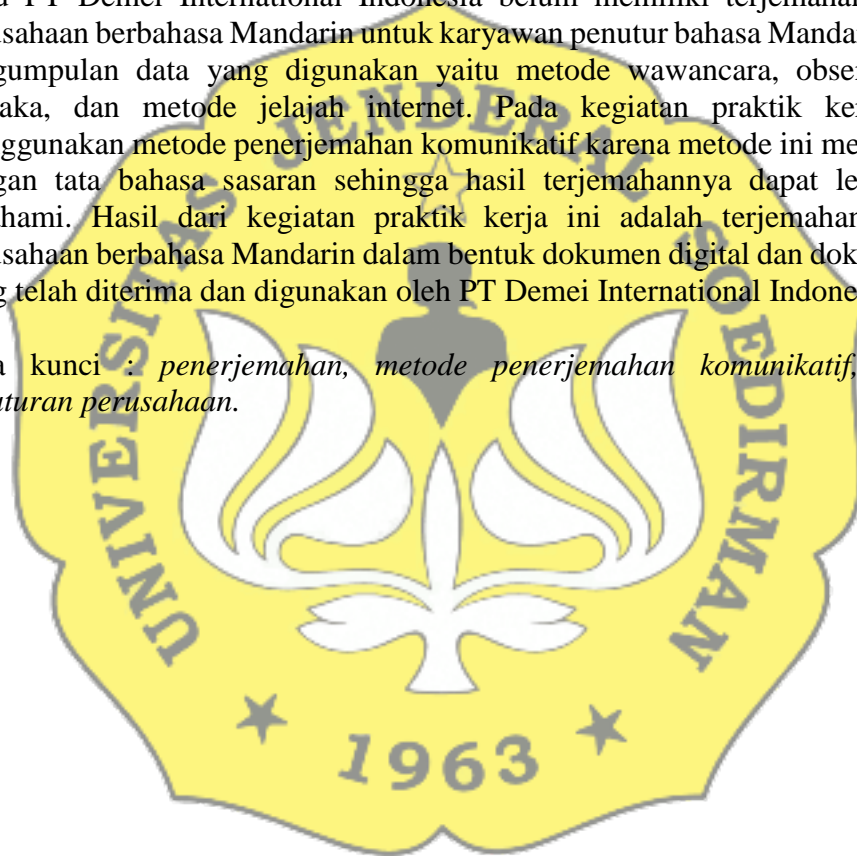 PT Demei International Indonesia belum memiliki terjemahan
usahaan berbahasa Mandarin untuk karyawan penutur bahasa Manda
gumpulan data yang digunakan yaitu metode wawancara, obse
aka, dan metode jelajah internet. Pada kegiatan praktik ke
ggunakan metode penerjemahan komunikatif karena metode ini me
gan tata bahasa sasaran sehingga hasil terjemahannya dapat le
hami. Hasil dari kegiatan praktik kerja ini adalah terjemahan
usahaan berbahasa Mandarin dalam bentuk dokumen digital dan dok
g telah diterima dan digunakan oleh PT Demei International Indone
a kunci : penerjemahan, metode penerjemahan komunikatif,
aturan perusahaan.
UNIVERSITAS JENDERAL SOEDIRMAN
★ 1963 ★